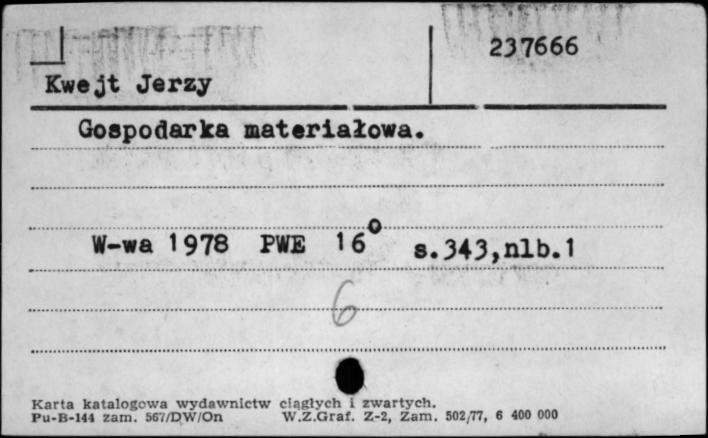 237666
Kwejt Jerzy
Gospodarka materiałowa.
W-wa 1978 PWE 16⁰ s.343,nlb.1
6
Karta katalogowa wydawnictw ciągłych i zwartych.
Pu-B-144 zam. 567/DW/On W.Z.Graf. Z-2, Zam. 502/77, 6 400 000